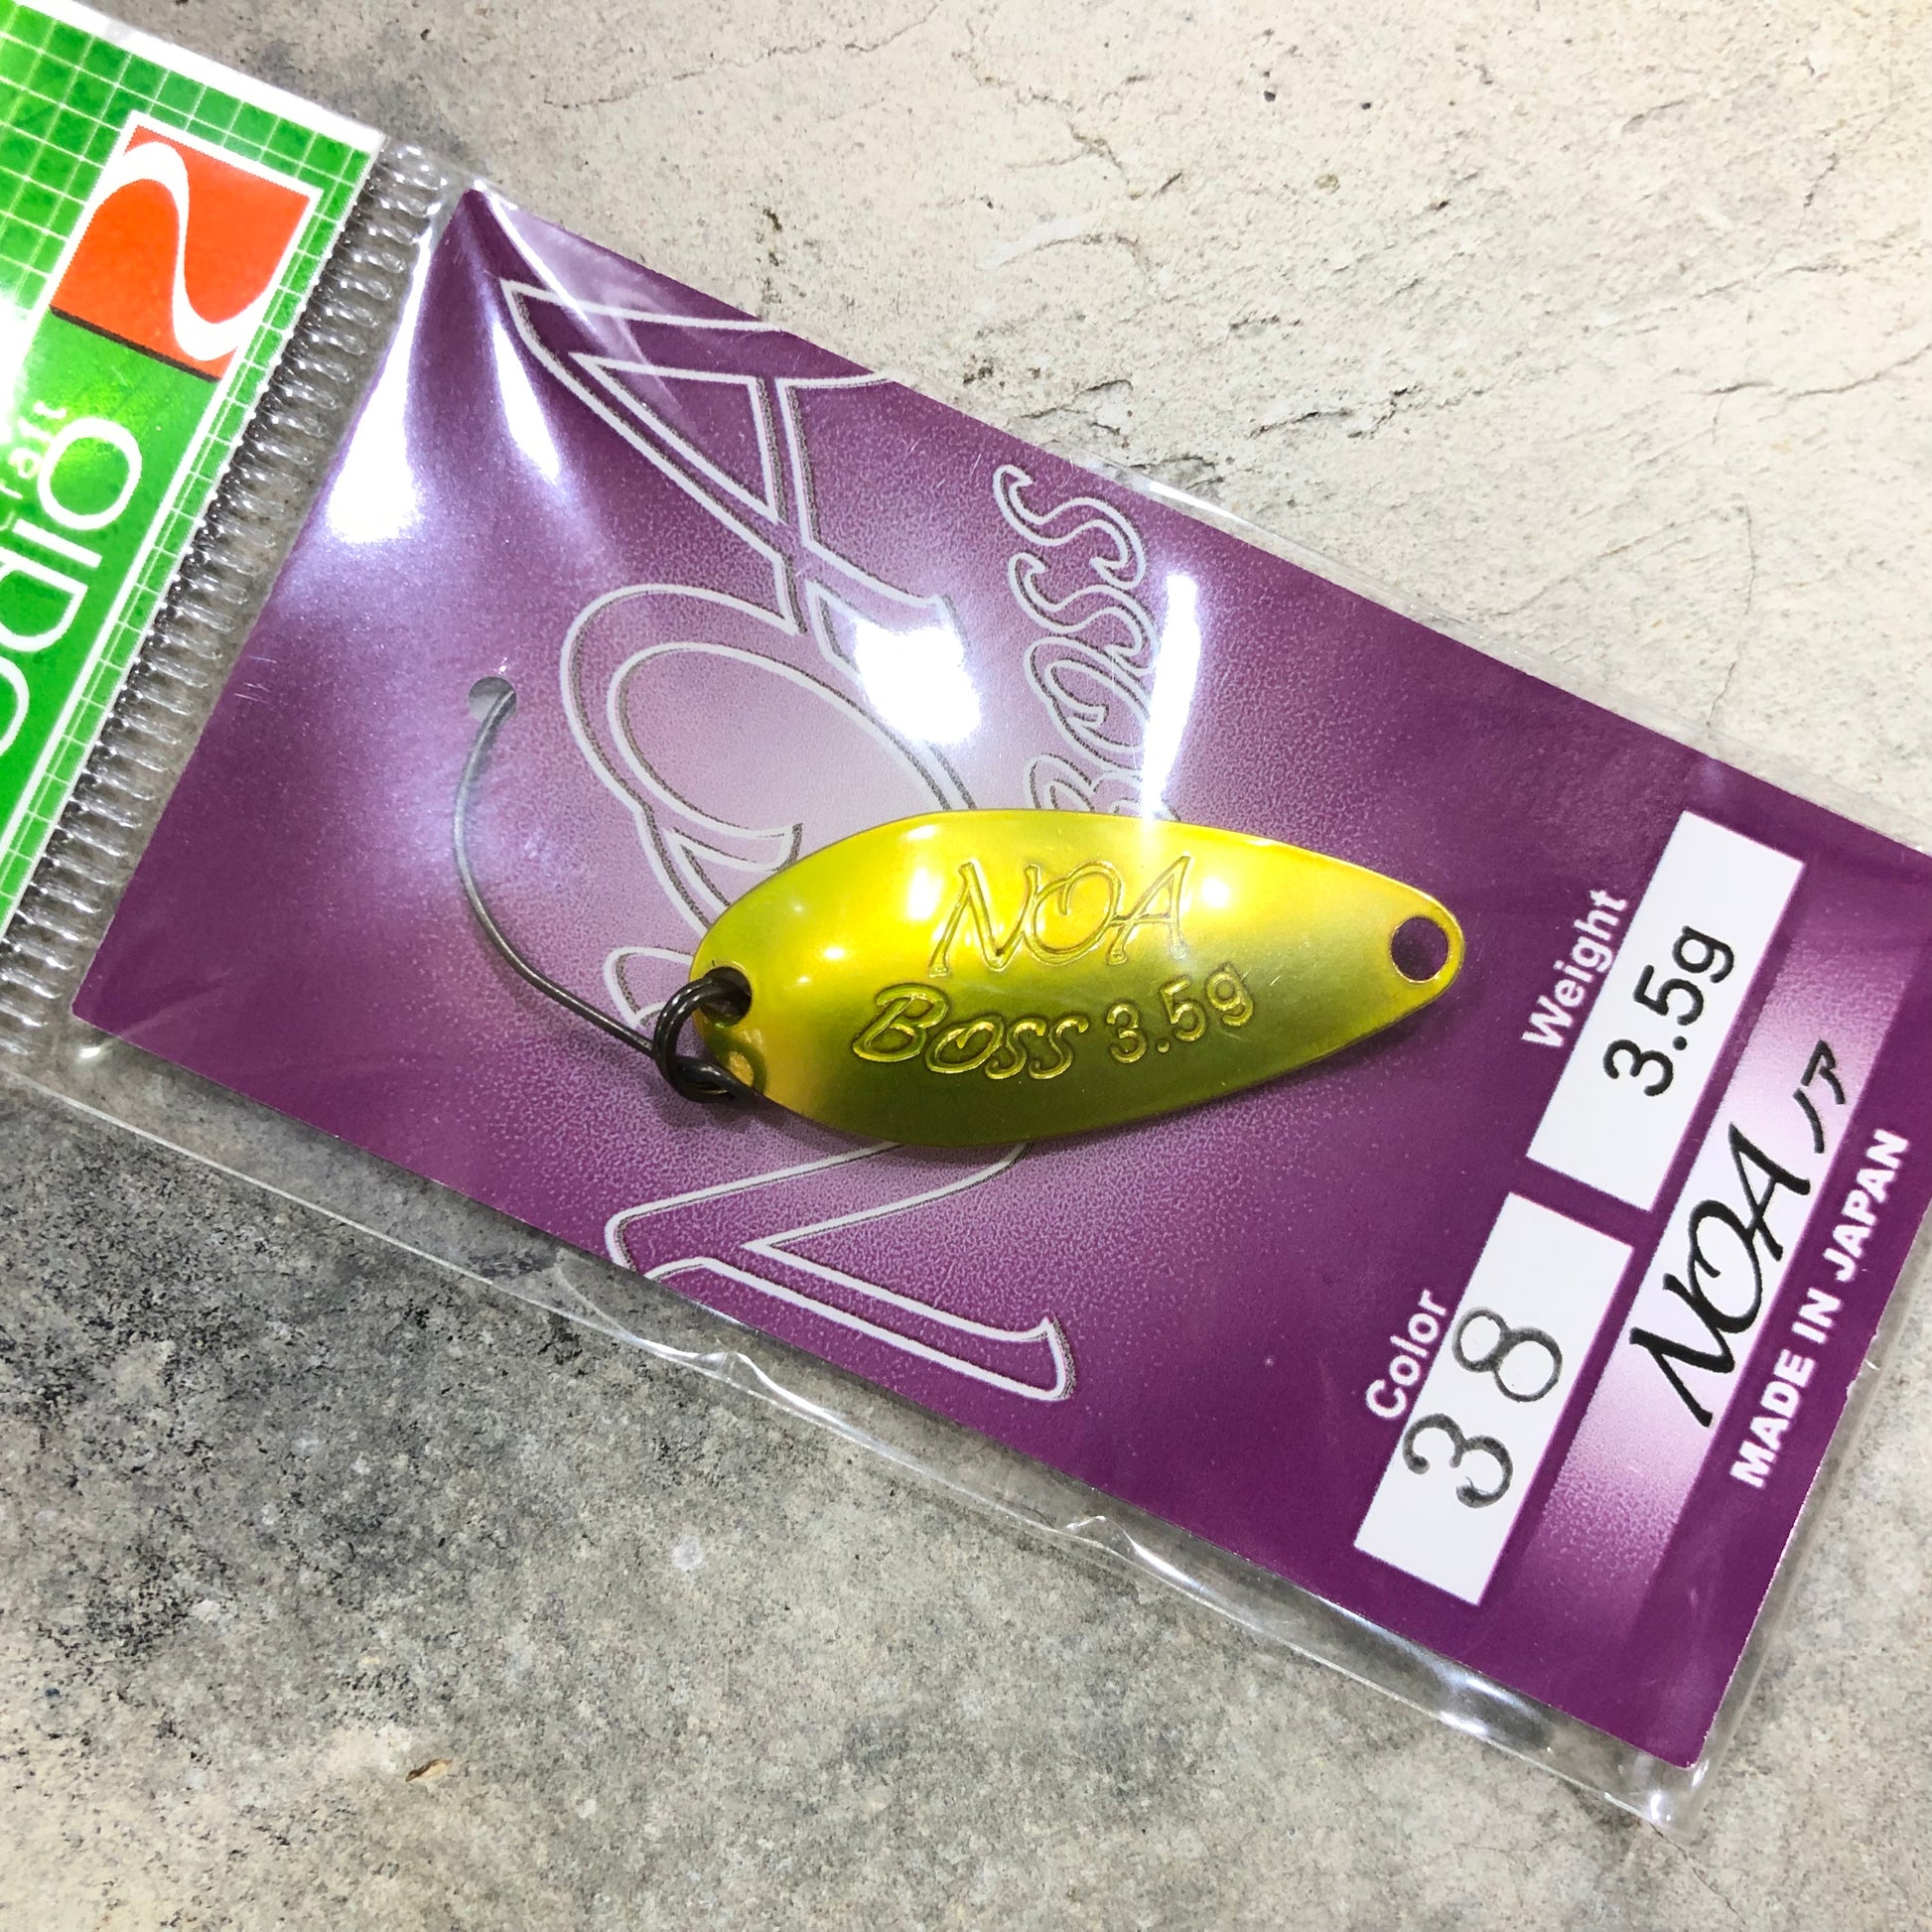 NOA
BOSS
NOA
Boss 3.5g
Weight
3.5g
Color
38
NOA ノア
MADE IN JAPAN